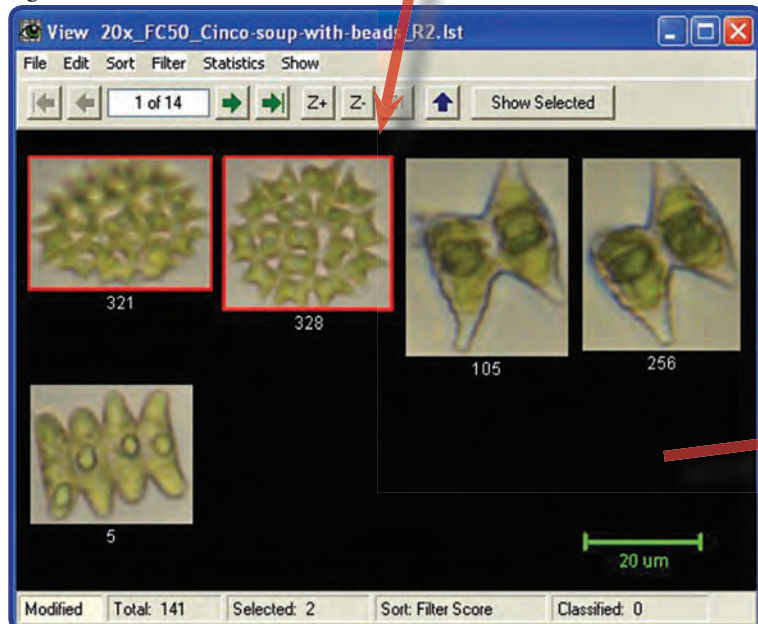 View 20x_FC50_Cinco-soup-with-beads_R2.lst
File Edit Sort Filter Statistics Show
1 of 14 Z+ Z- Show Selected
321
328
105
256
5
20 um
Modified Total: 141 Selected: 2 Sort: Filter Score Classified: 0